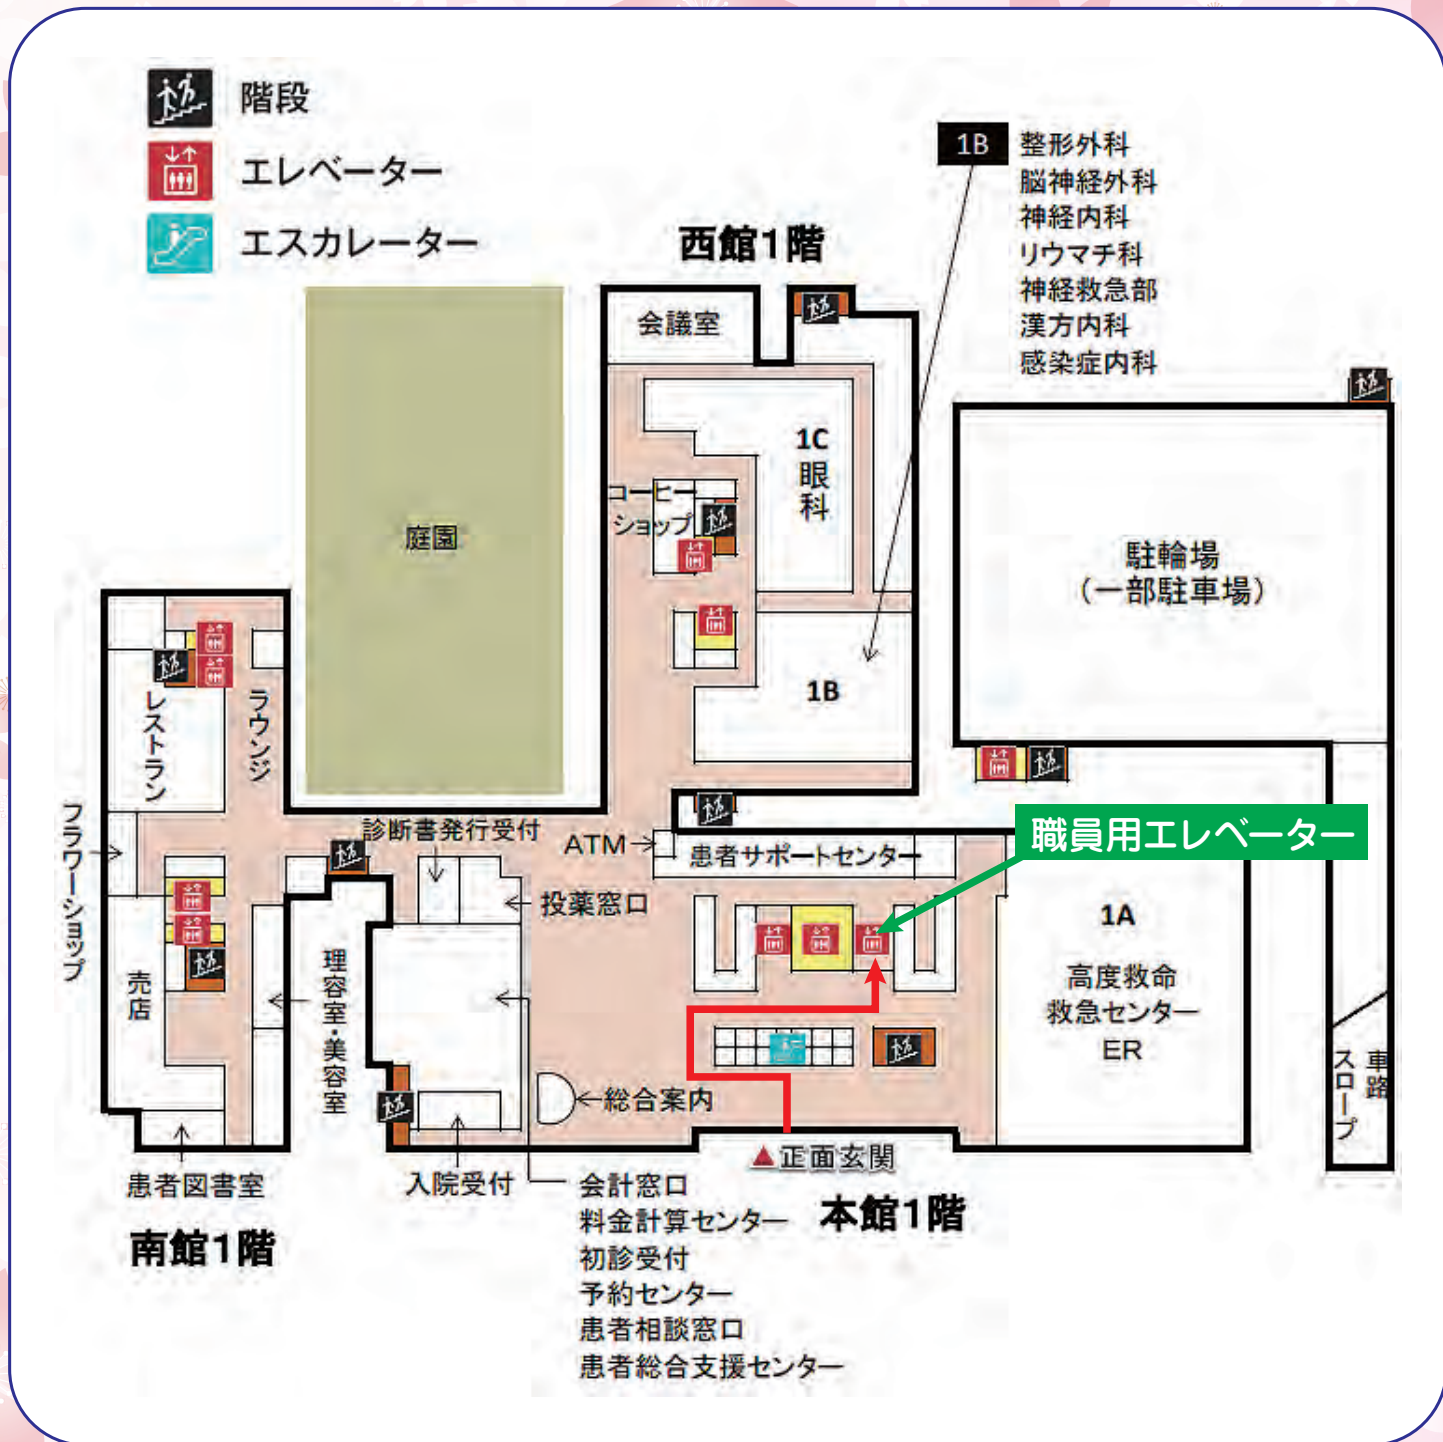 階段
エレベーター
エスカレーター
西館1階
1B
整形外科
脳神経外科
神経内科
リウマチ科
神経救急部
漢方内科
感染症内科
会議室
1C
眼科
コーヒー
ショップ
庭園
駐輪場
(一部駐車場)
1B
レストラン
ラウンジ
フラワーショップ
診断書発行受付
ATM
患者サポートセンター
職員用エレベーター
投薬窓口
1A
高度救命
救急センター
ER
売店
理容室・美容室
総合案内
車路
スロープ
正面玄関
患者図書室
入院受付
南館1階
本館1階
会計窓口
料金計算センター
初診受付
予約センター
患者相談窓口
患者総合支援センター